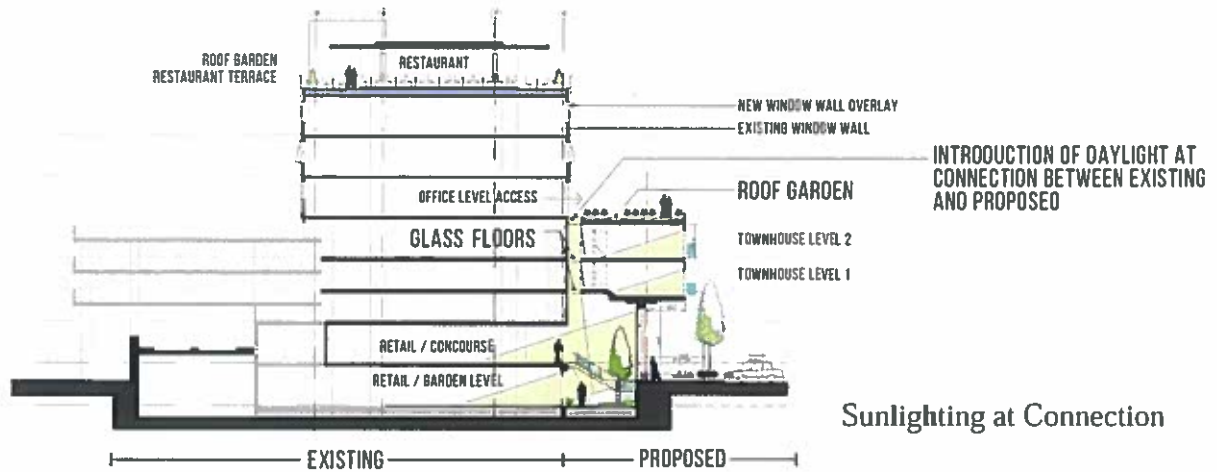 ROOF GARDEN
RESTAURANT TERRACE
RESTAURANT
NEW WINDOW WALL OVERLAY
EXISTING WINDOW WALL
INTRODUCTION OF DAYLIGHT AT
CONNECTION BETWEEN EXISTING
AND PROPOSED
OFFICE LEVEL ACCESS
ROOF GARDEN
GLASS FLOORS
TOWNHOUSE LEVEL 2
TOWNHOUSE LEVEL 1
RETAIL / CONCOURSE
RETAIL / BARDEN LEVEL
Sunlighting at Connection
EXISTING
PROPOSED